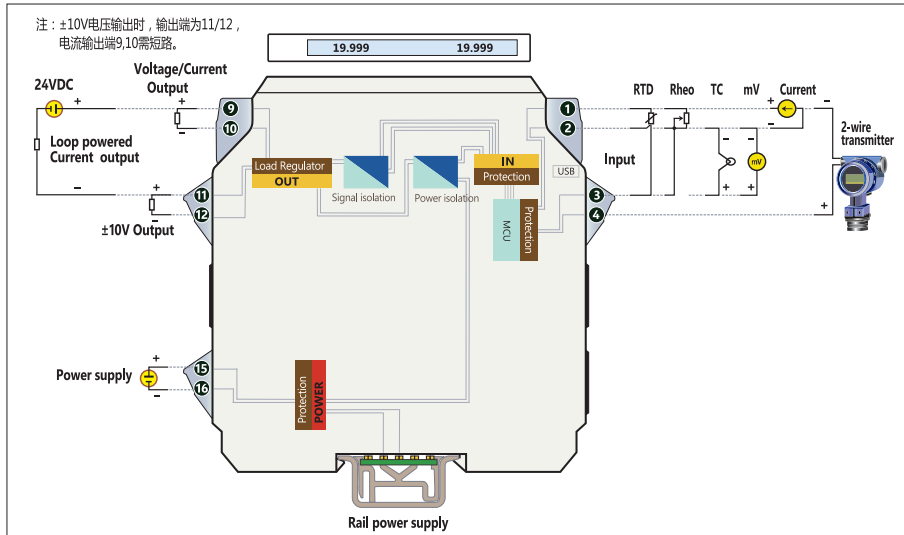 注：±10V电压输出时，输出端为11/12，
电流输出端9,10需短路。
19.999 19.999
Voltage/Current
Output
24VDC
+
+
-
Loop powered
Current output
-
+
-
±10V Output
9
10
11
12
Load Regulator
OUT
Signal isolation
Power isolation
IN
Protection
USB
MCU
Protection
1
2
3
4
Input
RTD Rheo TC mV Current
+
-
-
-
-
+
+
mV
2-wire
transmitter
+
Power supply
+
-
15
16
Protection
POWER
Rail power supply